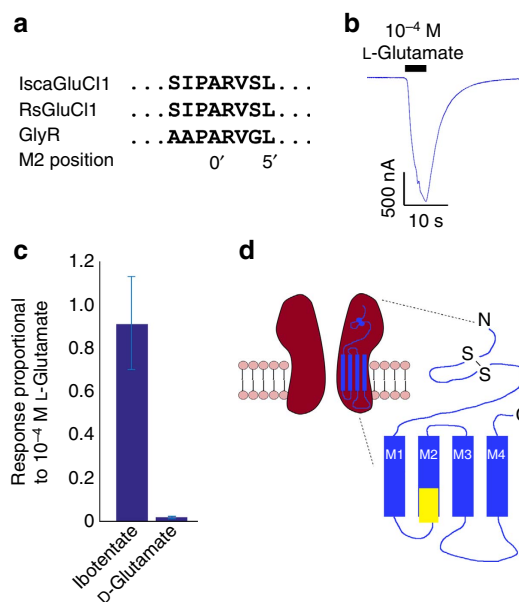 a
IscaGluCl1 ...SIPARVSL...
RsGluCl1 ...SIPARVSL...
GlyR ...AAPARVGL...
M2 position 0′ 5′
b
10⁻⁴ M
L-Glutamate
500 nA
10 s
c
Response proportional
to 10⁻⁴ M L-Glutamate
1.2
1.0
0.8
0.6
0.4
0.2
0
Ibotentate
D-Glutamate
d
N
S
S
M1 M2 M3 M4